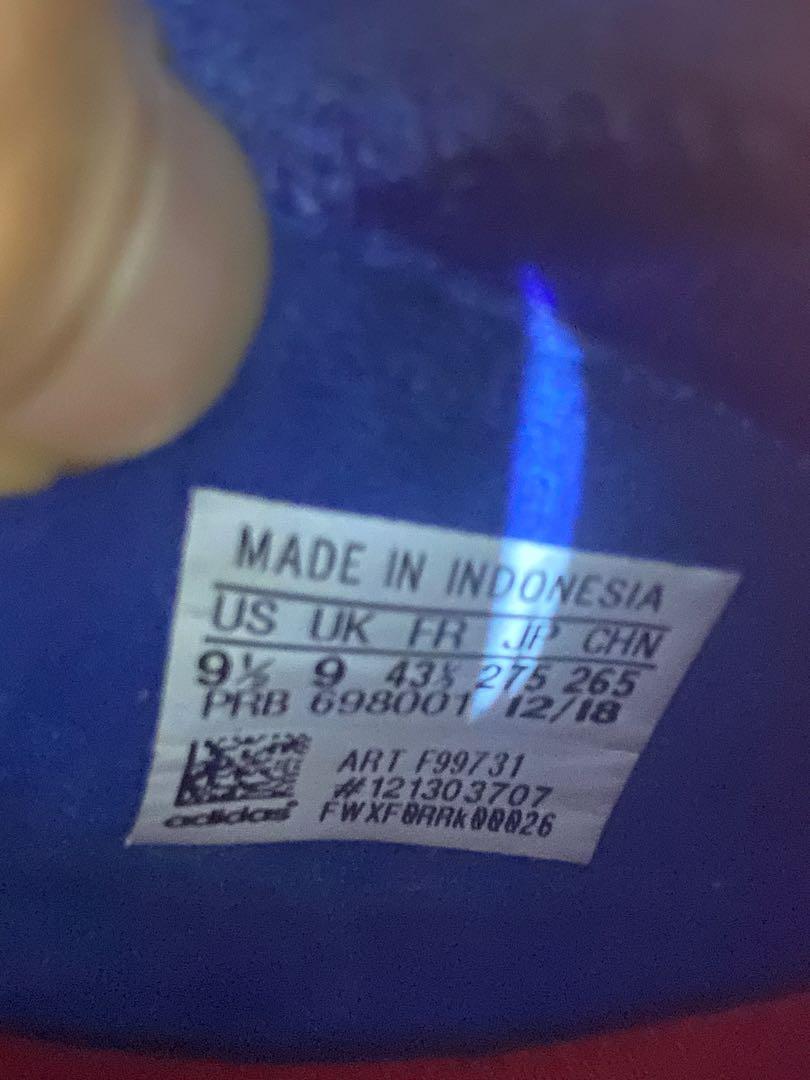 MADE IN INDONESIA
US UK FR JP CHN
9½ 9 43⅓ 275 265
PRB 698001 12/18
ART F99731
#121303707
adidas FWXF0RRk00026